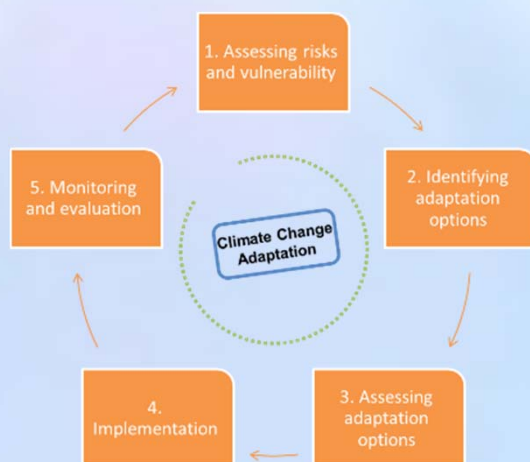 1. Assessing risks
and vulnerability
2. Identifying
adaptation
options
3. Assessing
adaptation
options
4.
Implementation
5. Monitoring
and evaluation
Climate Change
Adaptation